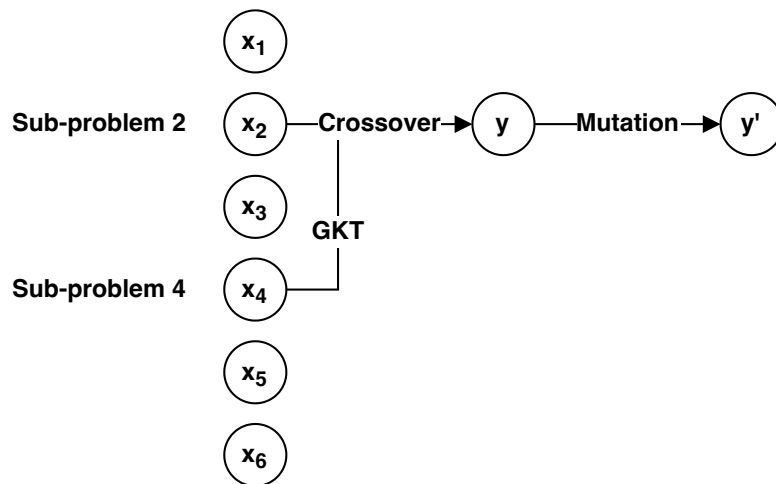 x₁
Sub-problem 2 x₂ Crossover y Mutation y'
x₃
GKT
Sub-problem 4 x₄
x₅
x₆